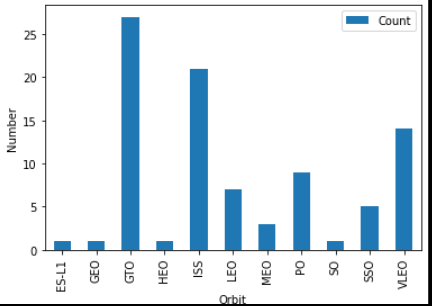 Count
Number
25
20
15
10
5
0
ES-L1
GEO
GTO
HEO
ISS
LEO
MEO
PO
SO
SSO
VLEO
Orbit